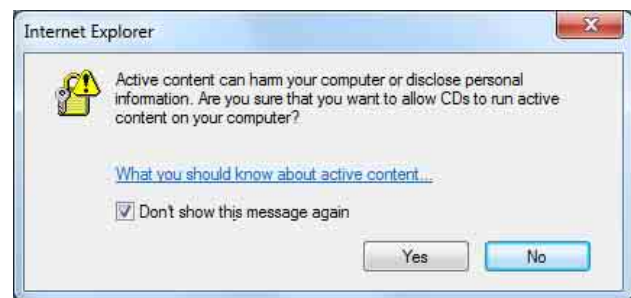 Internet Explorer
Active content can harm your computer or disclose personal
information. Are you sure that you want to allow CDs to run active
content on your computer?
What you should know about active content...
Don't show this message again
Yes No